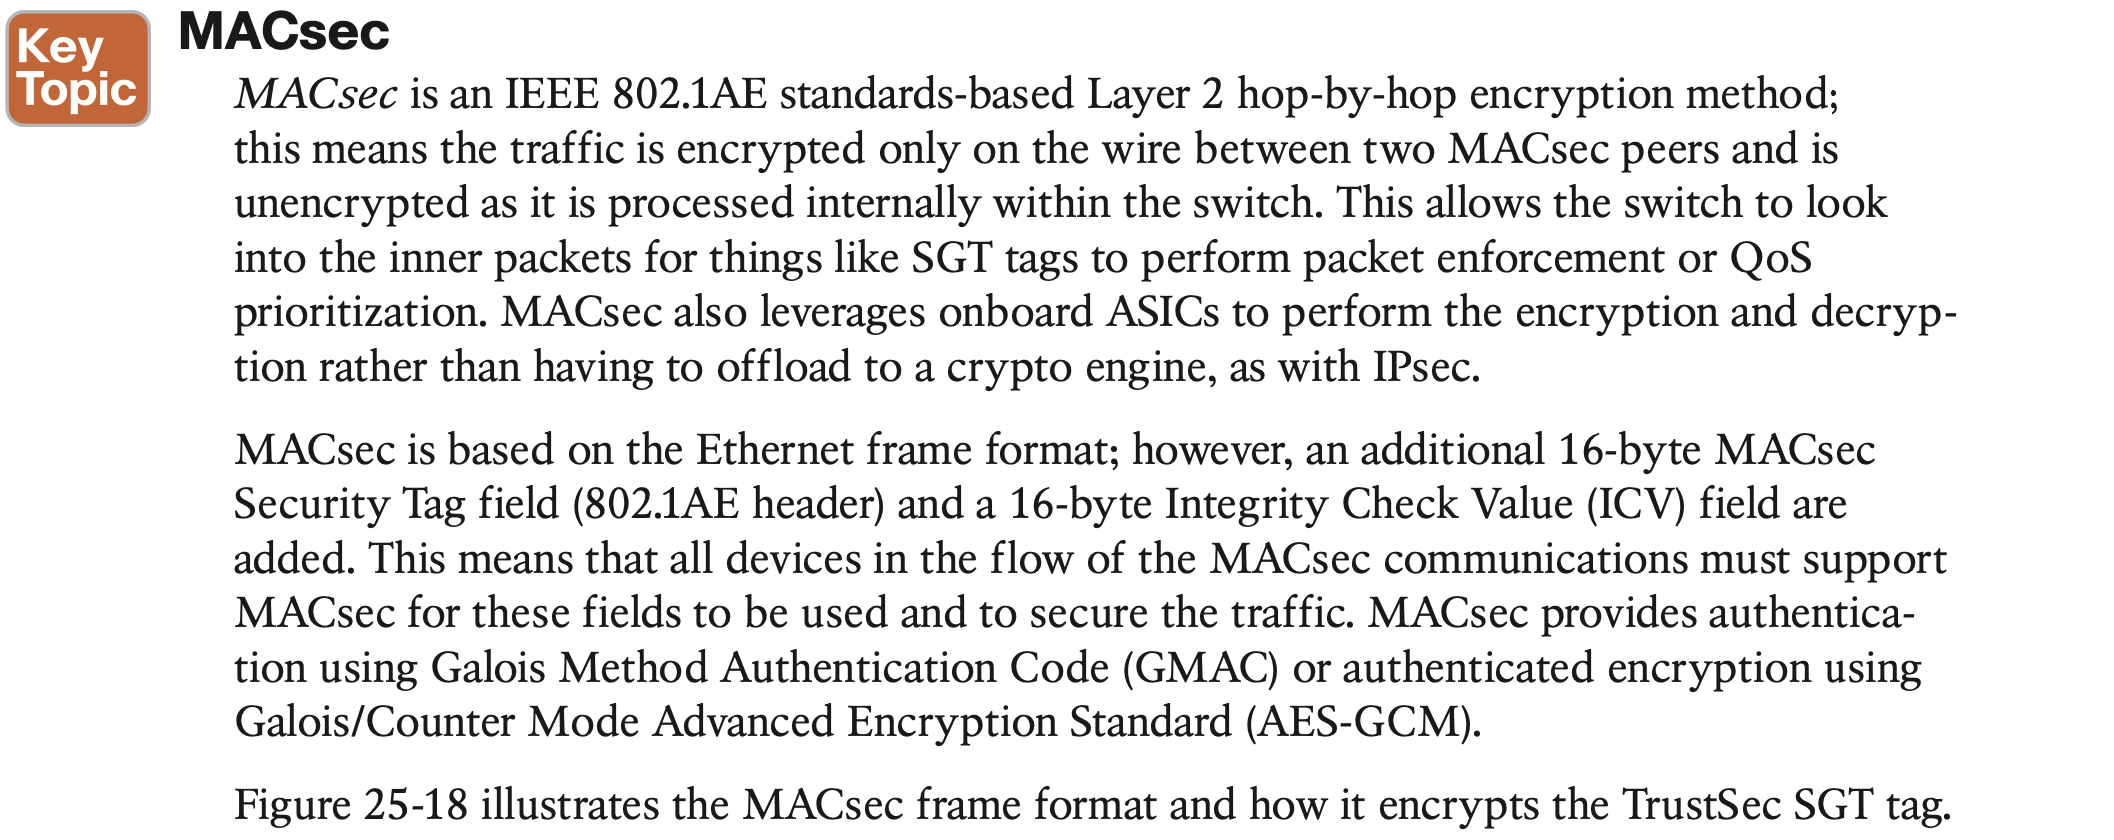 Key
Topic
MACsec
MACsec is an IEEE 802.1AE standards-based Layer 2 hop-by-hop encryption method;
this means the traffic is encrypted only on the wire between two MACsec peers and is
unencrypted as it is processed internally within the switch. This allows the switch to look
into the inner packets for things like SGT tags to perform packet enforcement or QoS
prioritization. MACsec also leverages onboard ASICs to perform the encryption and decryp-
tion rather than having to offload to a crypto engine, as with IPsec.
MACsec is based on the Ethernet frame format; however, an additional 16-byte MACsec
Security Tag field (802.1AE header) and a 16-byte Integrity Check Value (ICV) field are
added. This means that all devices in the flow of the MACsec communications must support
MACsec for these fields to be used and to secure the traffic. MACsec provides authentica-
tion using Galois Method Authentication Code (GMAC) or authenticated encryption using
Galois/Counter Mode Advanced Encryption Standard (AES-GCM).
Figure 25-18 illustrates the MACsec frame format and how it encrypts the TrustSec SGT tag.